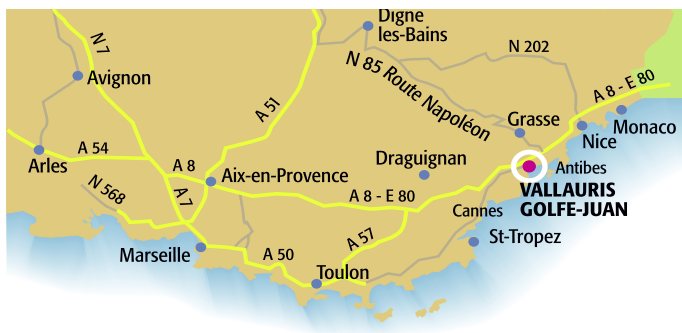 Digne
les-Bains
N 7
N 202
Avignon
N 85 Route Napoléon
A 8 - E 80
A 51
Grasse
Monaco
Nice
A 54
Arles
A 8
Draguignan
Antibes
Aix-en-Provence
N 568
A 7
A 8 - E 80
VALLAURIS
GOLFE-JUAN
Cannes
A 57
St-Tropez
Marseille
A 50
Toulon